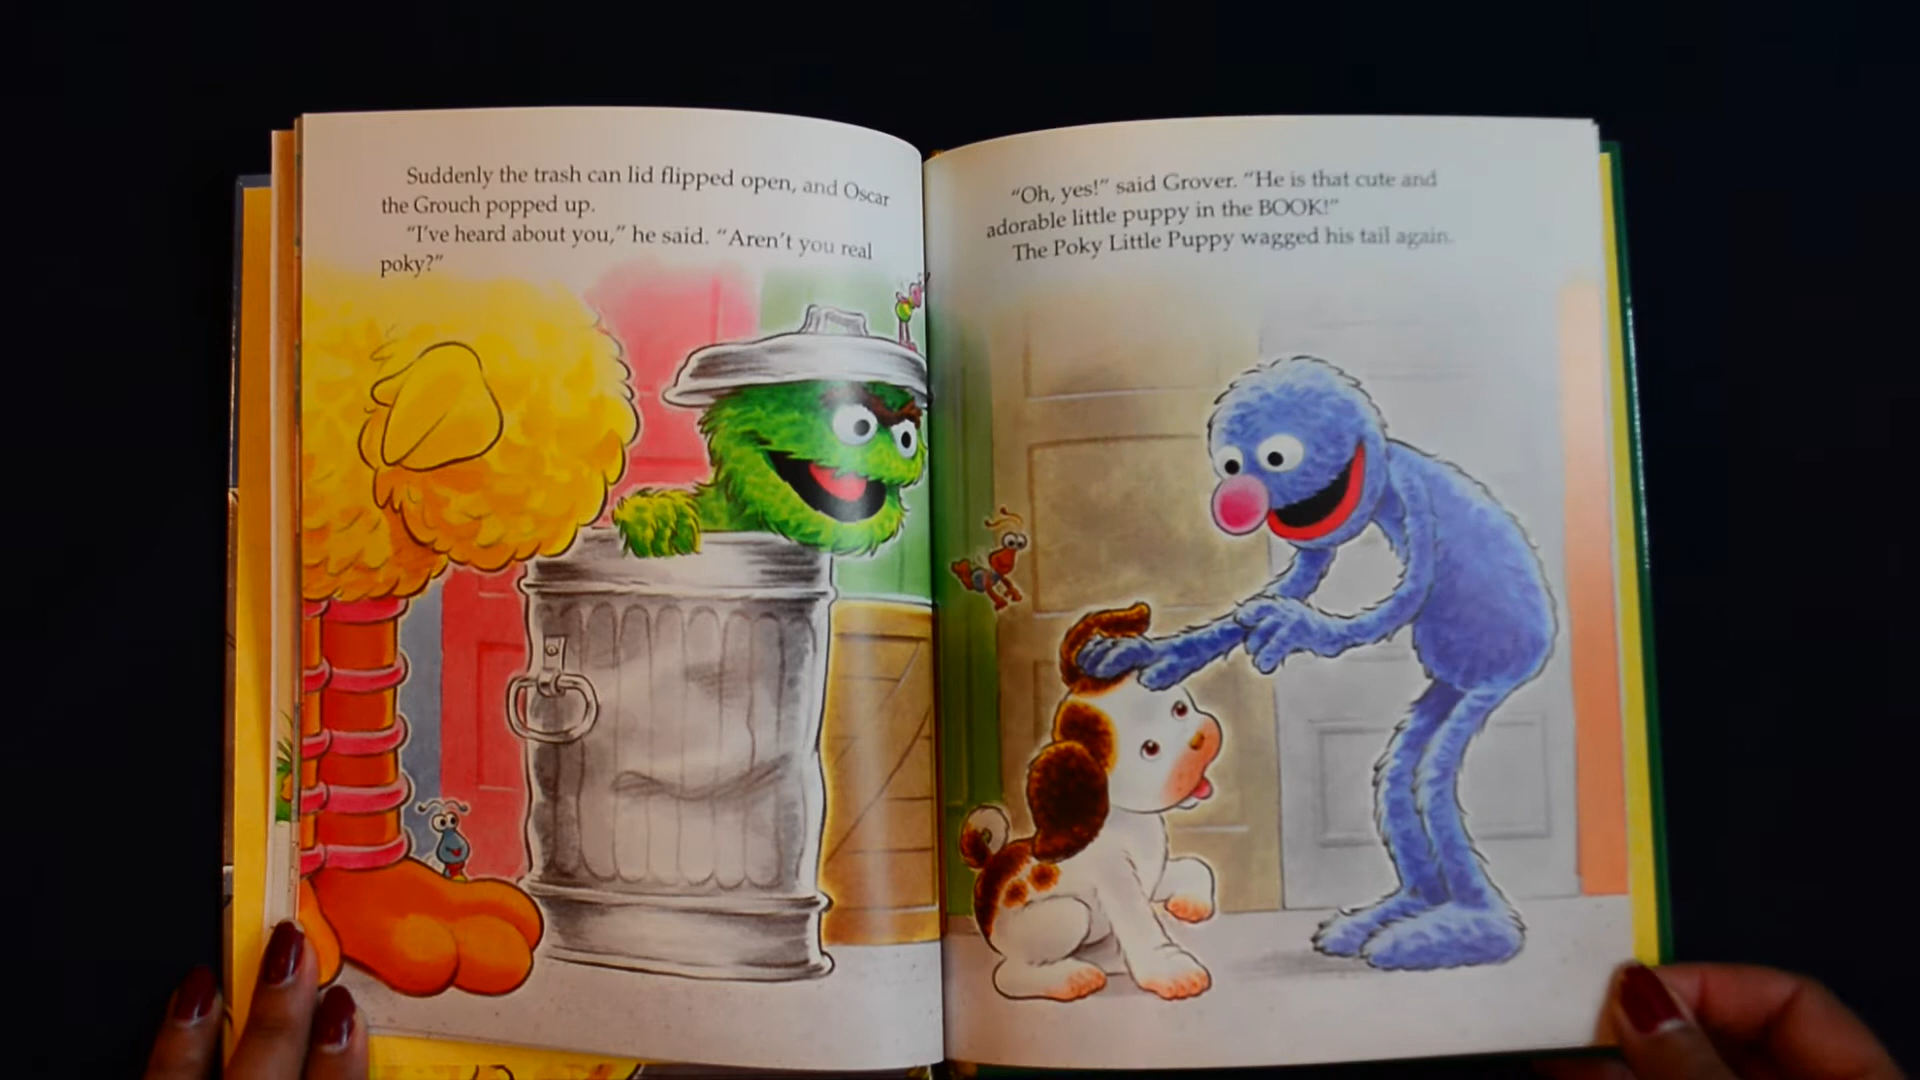 Suddenly the trash can lid flipped open, and Oscar
the Grouch popped up.
“I’ve heard about you,” he said. “Aren’t you real
poky?”
“Oh, yes!” said Grover. “He is that cute and
adorable little puppy in the BOOK!”
The Poky Little Puppy wagged his tail again.